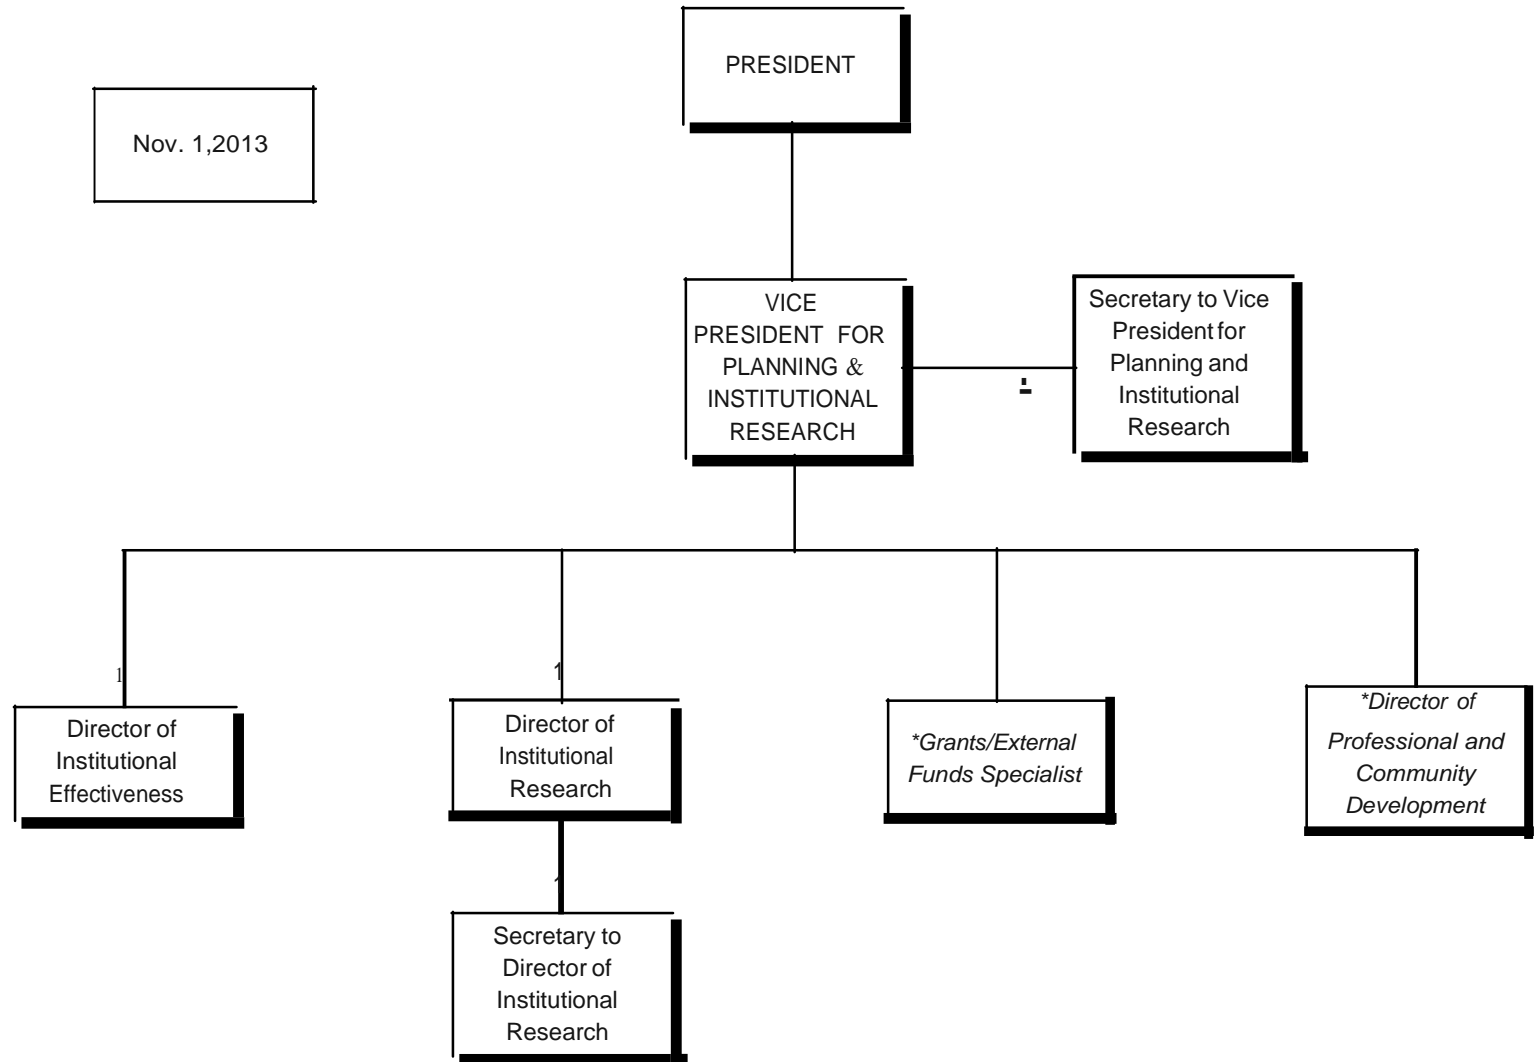 PRESIDENT
Nov. 1,2013
VICE
PRESIDENT FOR
PLANNING &
INSTITUTIONAL
RESEARCH
Secretary to Vice
President for
Planning and
Institutional
Research
1
1
Director of
Institutional
Effectiveness
Director of
Institutional
Research
*Grants/External
Funds Specialist
*Director of
Professional and
Community
Development
Secretary to
Director of
Institutional
Research